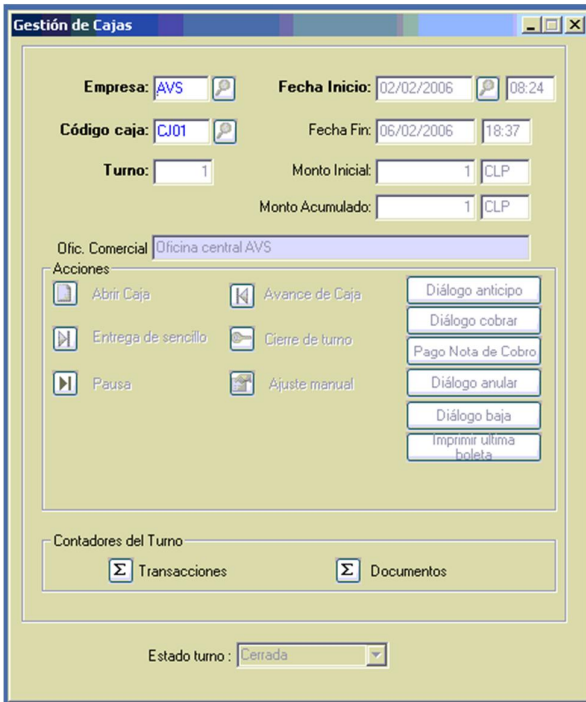 Gestión de Cajas
Empresa: AVS Fecha Inicio: 02/02/2006 08:24
Código caja: CJ01 Fecha Fin: 06/02/2006 18:37
Turno: 1 Monto Inicial: 1 CLP
Monto Acumulado: 1 CLP
Ofic. Comercial Oficina central AVS
Acciones
Abrir Caja Avance de Caja Diálogo anticipo
Diálogo cobrar
Entrega de sencillo Cierre de turno
Pago Nota de Cobro
Pausa Ajuste manual Diálogo anular
Diálogo baja
Imprimir ultima
boleta
Contadores del Turno
Σ Transacciones Σ Documentos
Estado turno : Cerrada